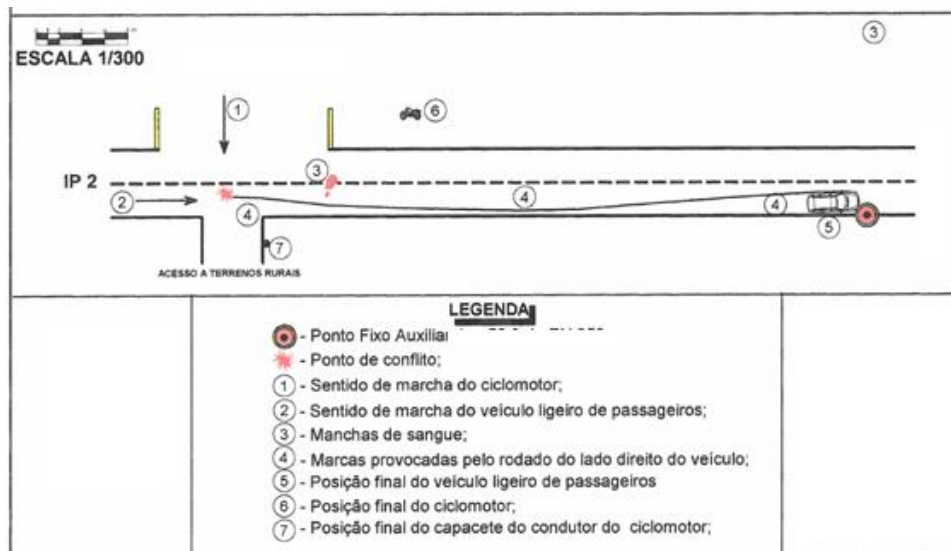 ESCALA 1/300
3
1
6
IP 2
3
2
4
4
4
5
7
ACESSO A TERRENOS RURAIS
LEGENDA
- Ponto Fixo Auxiliar
- Ponto de conflito;
1 - Sentido de marcha do ciclomotor;
2 - Sentido de marcha do veículo ligeiro de passageiros;
3 - Manchas de sangue;
4 - Marcas provocadas pelo rodado do lado direito do veículo;
5 - Posição final do veículo ligeiro de passageiros
6 - Posição final do ciclomotor;
7 - Posição final do capacete do condutor do ciclomotor;